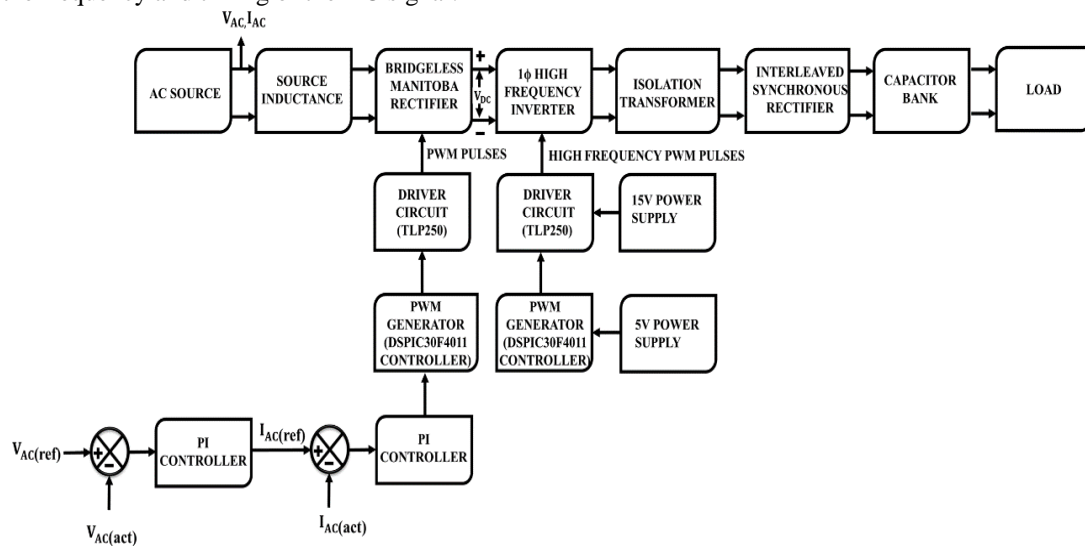 V_AC,I_AC
AC SOURCE
SOURCE
INDUCTANCE
BRIDGELESS
MANITOBA
RECTIFIER
+
V_DC
-
1ϕ HIGH
FREQUENCY
INVERTER
ISOLATION
TRANSFORMER
INTERLEAVED
SYNCHRONOUS
RECTIFIER
CAPACITOR
BANK
LOAD
PWM PULSES
HIGH FREQUENCY PWM PULSES
DRIVER
CIRCUIT
(TLP250)
DRIVER
CIRCUIT
(TLP250)
15V POWER
SUPPLY
PWM
GENERATOR
(DSPIC30F4011
CONTROLLER)
PWM
GENERATOR
(DSPIC30F4011
CONTROLLER)
5V POWER
SUPPLY
V_AC(ref)
+
-
PI
CONTROLLER
I_AC(ref)
+
-
PI
CONTROLLER
V_AC(act)
I_AC(act)